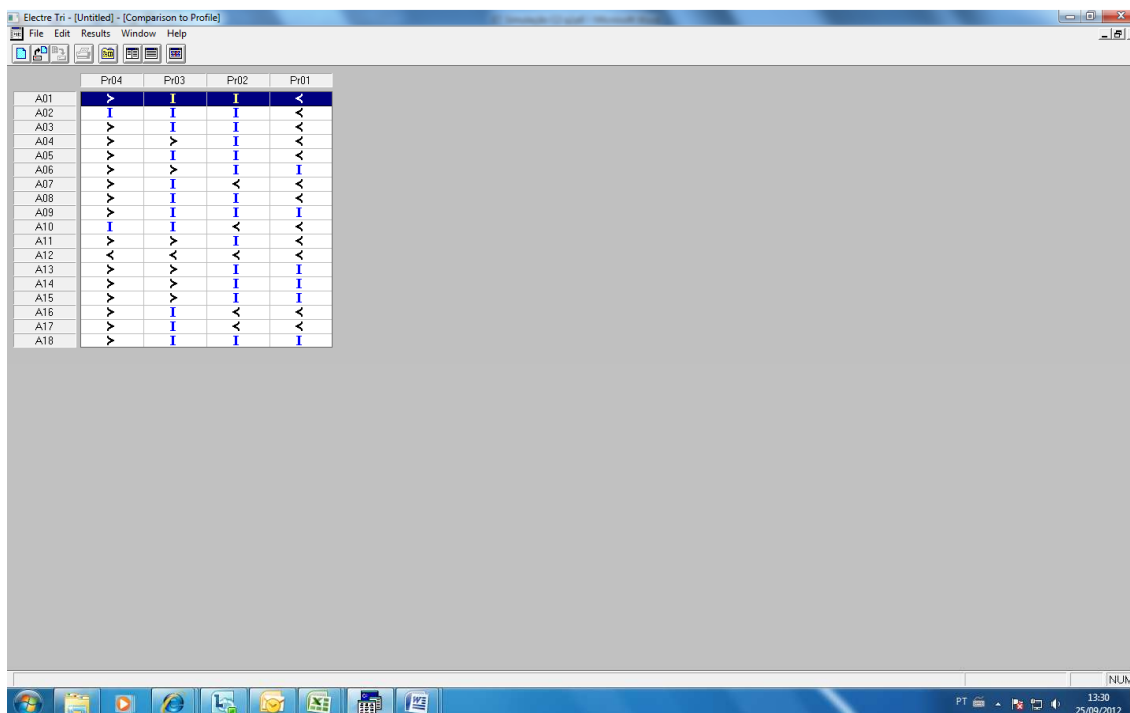 Electre Tri - [Untitled] - [Comparison to Profile]
File Edit Results Window Help
Pr04 Pr03 Pr02 Pr01
A01 > I I <
A02 I I I <
A03 > I I <
A04 > > I <
A05 > I I <
A06 > > I I
A07 > I < <
A08 > I I <
A09 > I I I
A10 I I < <
A11 > > I <
A12 < < < <
A13 > > I I
A14 > > I I
A15 > > I I
A16 > I < <
A17 > I < <
A18 > I I I
NUM
PT 13:30
25/09/2012